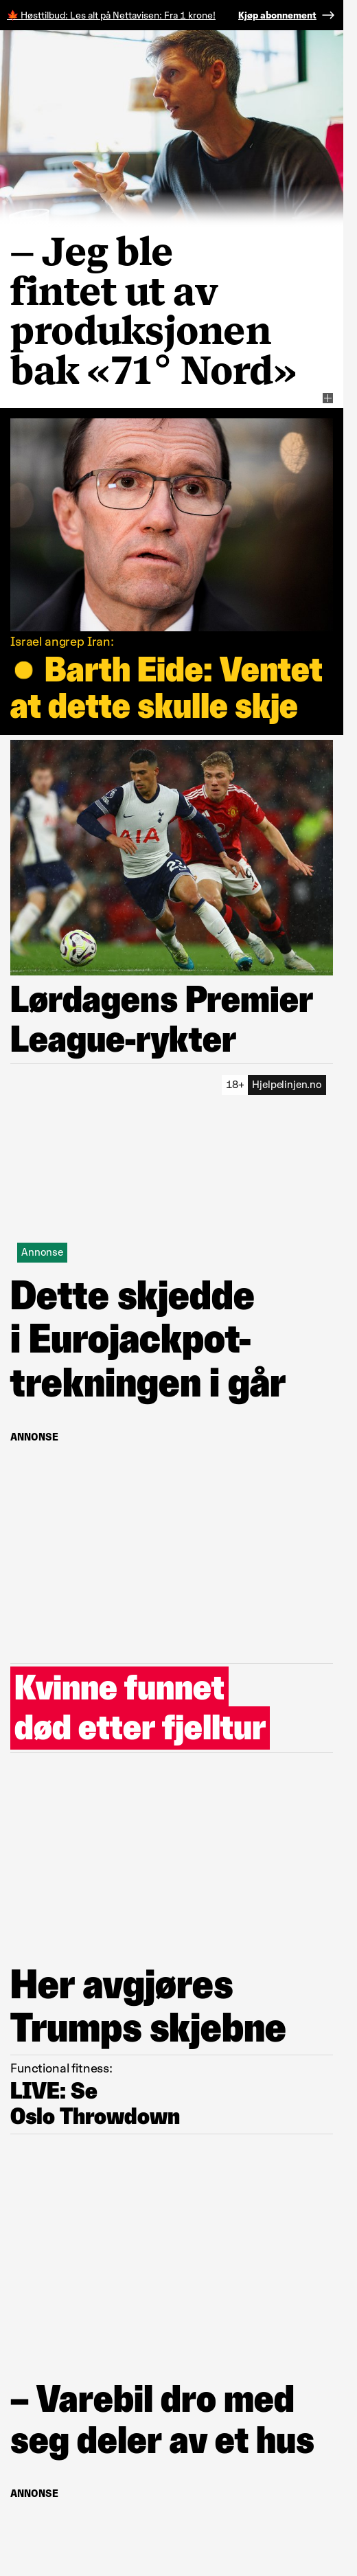 🍁 Høsttilbud: Les alt på Nettavisen: Fra 1 krone! Kjøp abonnement →
– Jeg ble
fintet ut av
produksjonen
bak «71° Nord»
Israel angrep Iran:
● Barth Eide: Ventet
at dette skulle skje
AIA
23
Lørdagens Premier
League-rykter
18+ Hjelpelinjen.no
Annonse
Dette skjedde
i Eurojackpot-
trekningen i går
ANNONSE
Kvinne funnet
død etter fjelltur
Her avgjøres
Trumps skjebne
Functional fitness:
LIVE: Se
Oslo Throwdown
– Varebil dro med
seg deler av et hus
ANNONSE